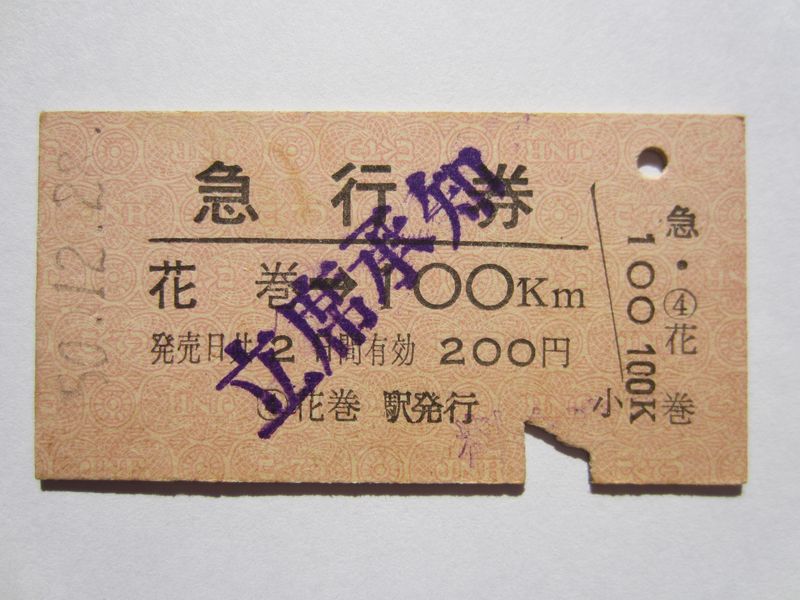 50.12.28
急行券
花巻→100Km
発売日共2日間有効 200円
④花巻駅発行
立席承知
小
急・④花巻
100
100K